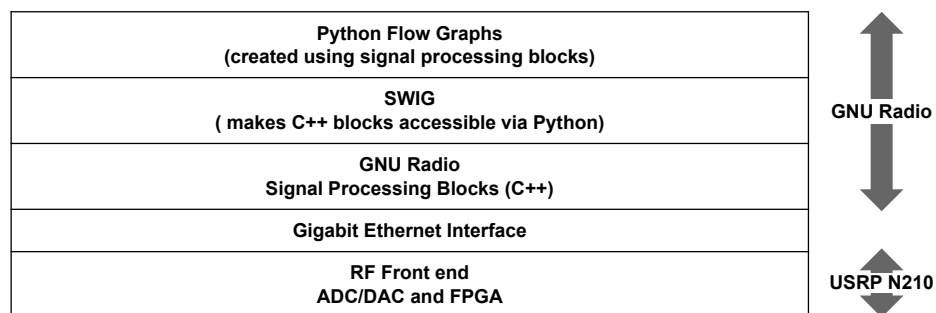 Python Flow Graphs
(created using signal processing blocks)
SWIG
( makes C++ blocks accessible via Python)
GNU Radio
GNU Radio
Signal Processing Blocks (C++)
Gigabit Ethernet Interface
RF Front end
ADC/DAC and FPGA
USRP N210